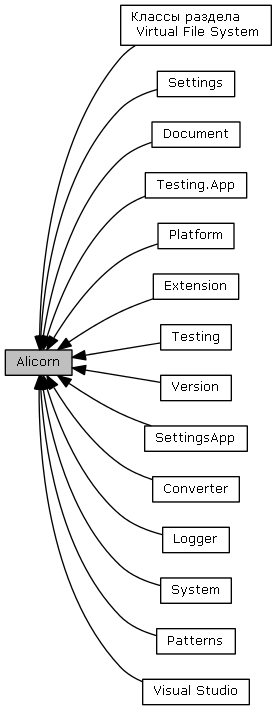 Классы раздела
Virtual File System
Settings
Document
Testing.App
Platform
Extension
Testing
Alicorn
Version
SettingsApp
Converter
Logger
System
Patterns
Visual Studio